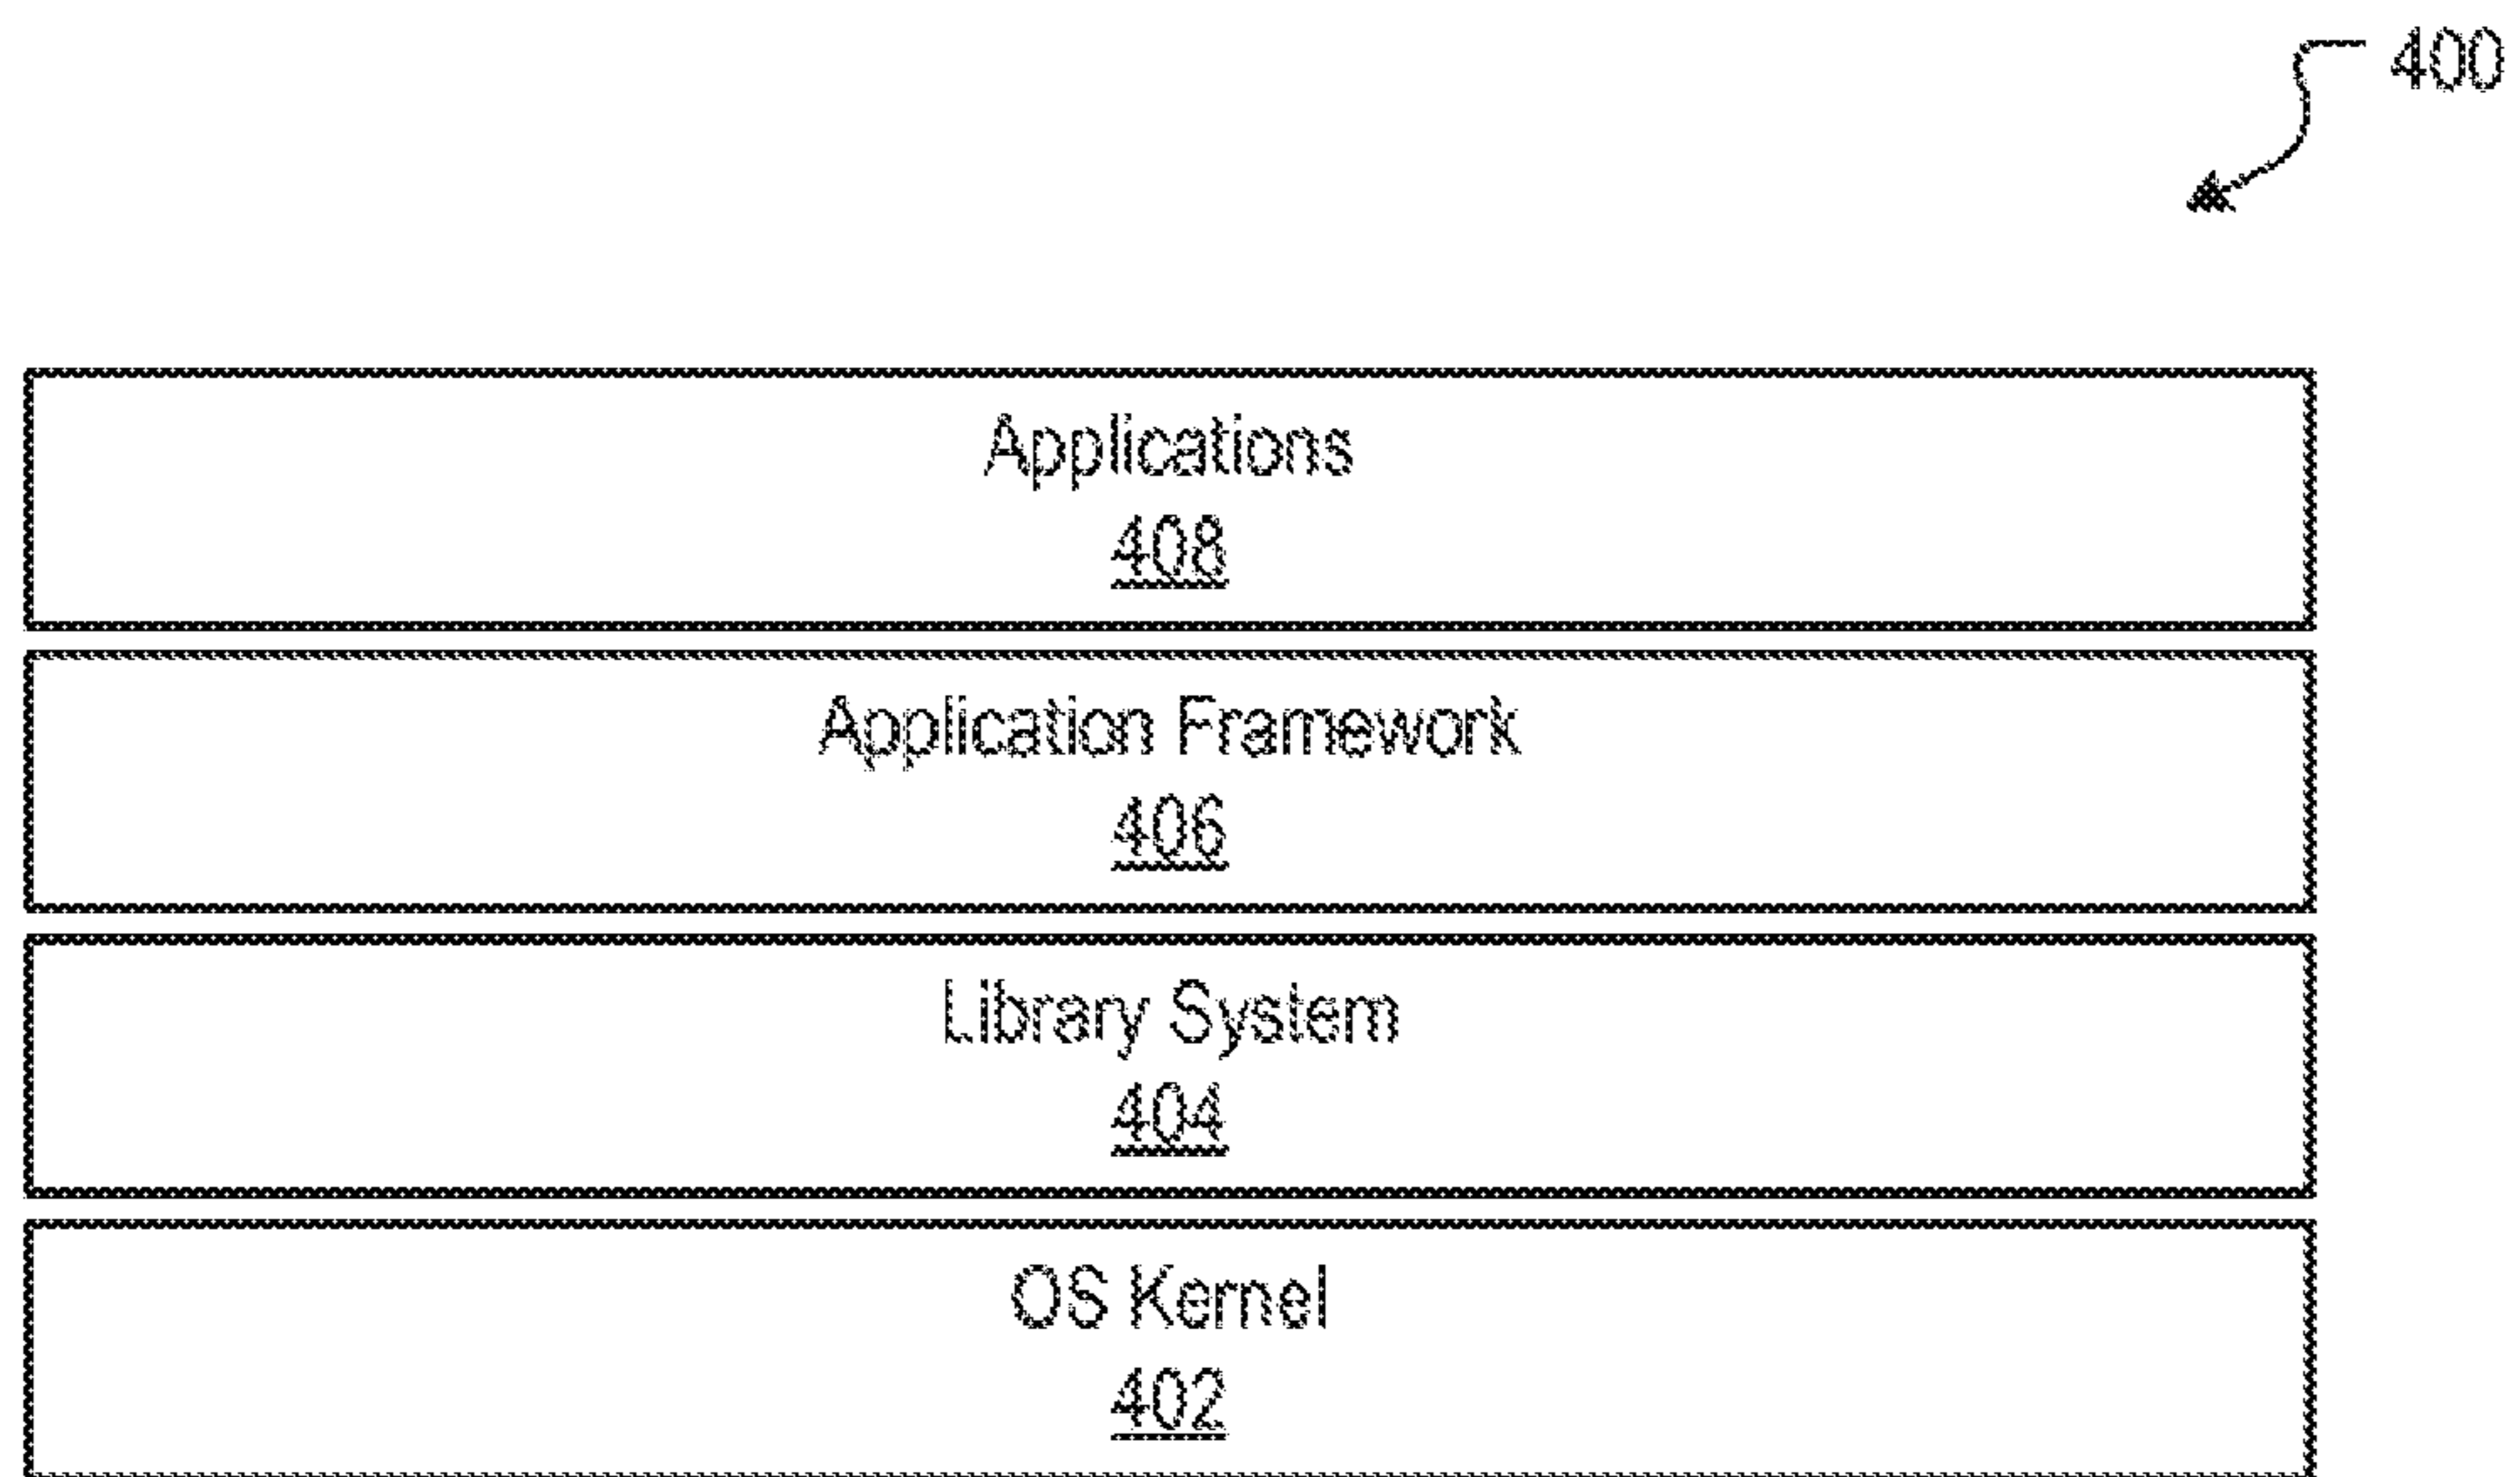 400
Applications
408
Application Framework
406
Library System
404
OS Kernel
402